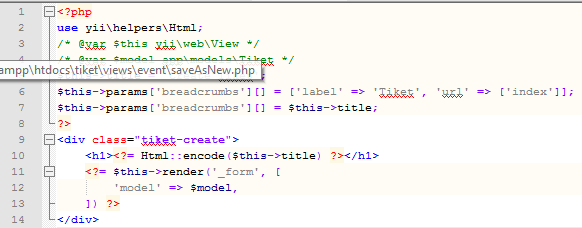 1 <?php
2 use yii\helpers\Html;
3 /* @var $this yii\web\View */
/* @var $model app\models\Tiket */
ampp\htdocs\tiket\views\event\saveAsNew.php
6 $this->params['breadcrumbs'][] = ['label' => 'Tiket', 'url' => ['index']];
7 $this->params['breadcrumbs'][] = $this->title;
8 ?>
9 <div class="tiket-create">
10 <h1><?= Html::encode($this->title) ?></h1>
11 <?= $this->render('_form', [
12 'model' => $model,
13 ]) ?>
14 </div>